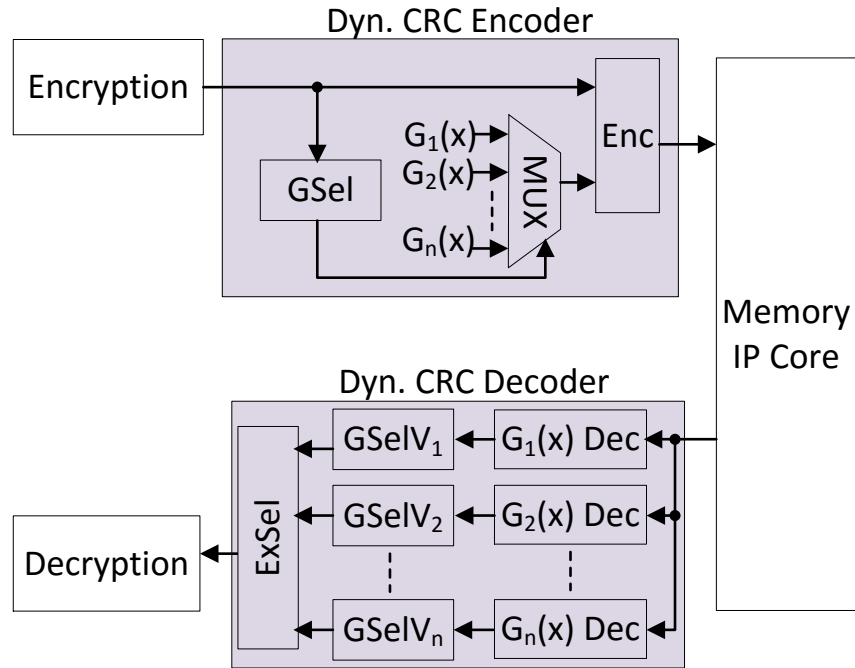 Dyn. CRC Encoder
Encryption
GSel
G₁(x)
G₂(x)
Gₙ(x)
MUX
Enc
Memory
IP Core
Dyn. CRC Decoder
ExSel
GSelV₁
G₁(x) Dec
GSelV₂
G₂(x) Dec
GSelVₙ
Gₙ(x) Dec
Decryption